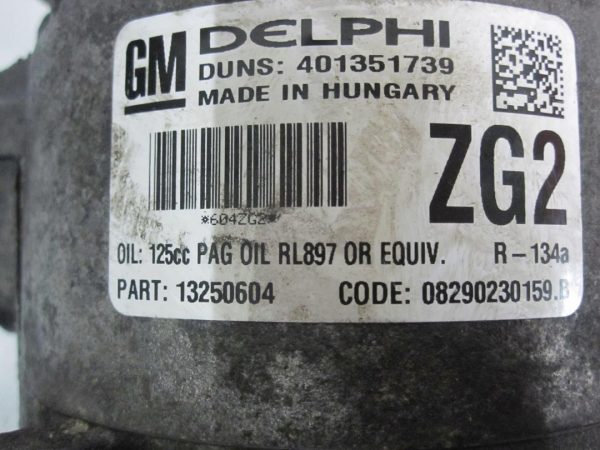 GM DELPHI
DUNS: 401351739
MADE IN HUNGARY
ZG2
*604ZG2*
OIL: 125cc PAG OIL RL897 OR EQUIV. R-134a
PART: 13250604 CODE: 08290230159.B